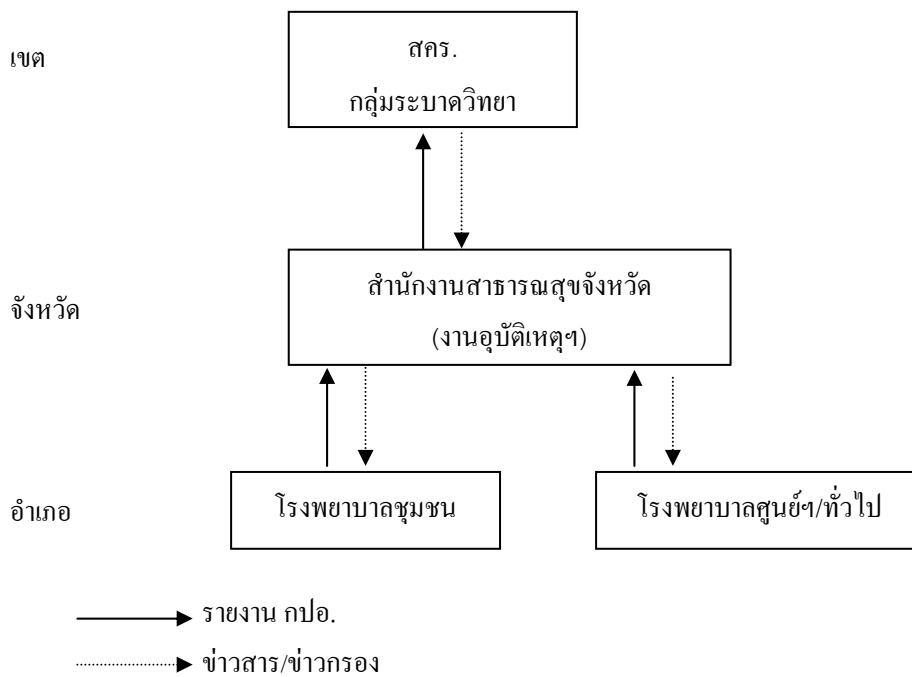 เขต
สคร.
กลุ่มระบาดวิทยา
จังหวัด
สำนักงานสาธารณสุขจังหวัด
(งานอุบัติเหตุฯ)
อำเภอ
โรงพยาบาลชุมชน
โรงพยาบาลศูนย์ฯ/ทั่วไป
รายงาน กปอ.
ข่าวสาร/ข่าวกรอง